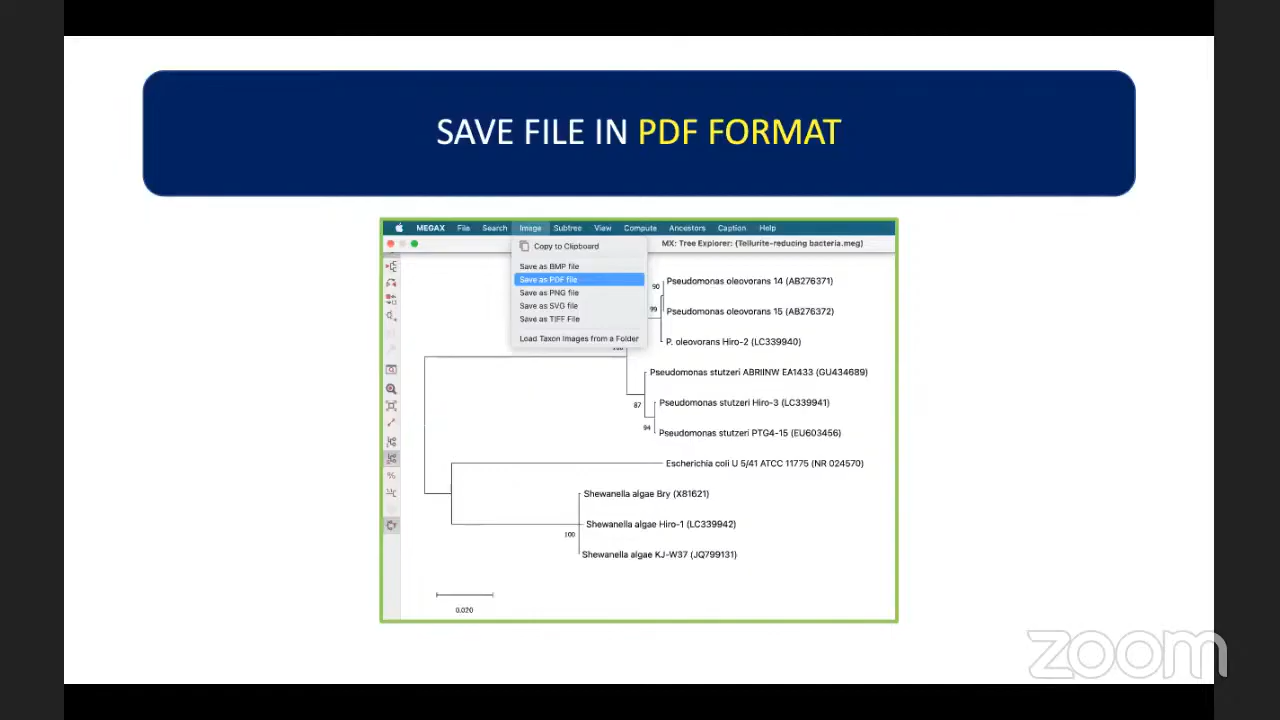 SAVE FILE IN PDF FORMAT
MEGAX File Search Image Subtree View Compute Ancestors Caption Help
MX: Tree Explorer: (Tellurite-reducing bacteria.meg)
Copy to Clipboard
Save as BMP file
Save as PDF file
Save as PNG file
Save as SVG file
Save as TIFF File
Load Taxon Images from a Folder
90
Pseudomonas oleovorans 14 (AB276371)
99
Pseudomonas oleovorans 15 (AB276372)
P. oleovorans Hiro-2 (LC339940)
Pseudomonas stutzeri ABRIINW EA1433 (GU434689)
87
Pseudomonas stutzeri Hiro-3 (LC339941)
94
Pseudomonas stutzeri PTG4-15 (EU603456)
Escherichia coli U 5/41 ATCC 11775 (NR 024570)
Shewanella algae Bry (X81621)
Shewanella algae Hiro-1 (LC339942)
100
Shewanella algae KJ-W37 (JQ799131)
0.020
zoom